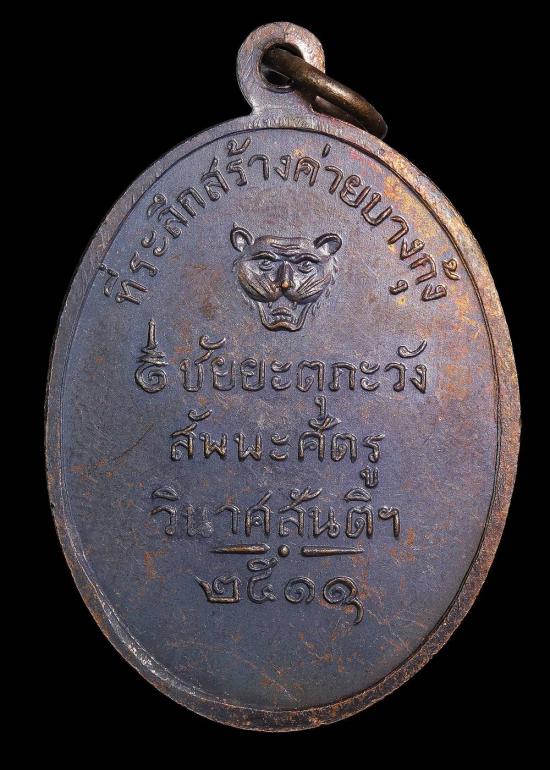 ที่ระลึกสร้างค่ายบางกุ้ง
ชัยยะตุภะวัง
สัพพะศัตรู
วินาศสันติฯ
๒๕๑๑